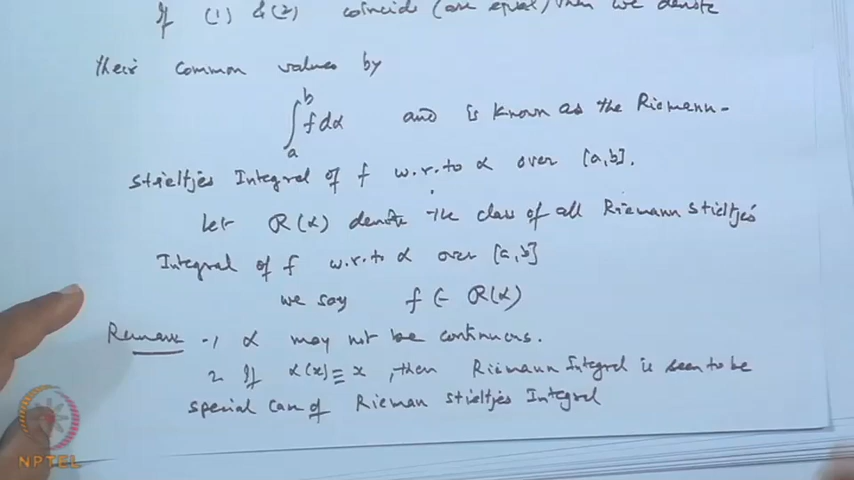 If (1) & (2) coincide (are equal) then we denote
their common values by
∫_a^b f dα and is known as the Riemann-
Stieltjes Integral of f w.r.to α over [a,b].
Let R(α) denote the class of all Riemann Stieltjes
Integral of f w.r.to α over [a,b]
we say f ∈ R(α)
Remark -1 α may not be continuous.
2 If α(x) ≡ x, then Riemann Integral is seen to be
special case of Rieman Stieltjes Integral
NPTEL